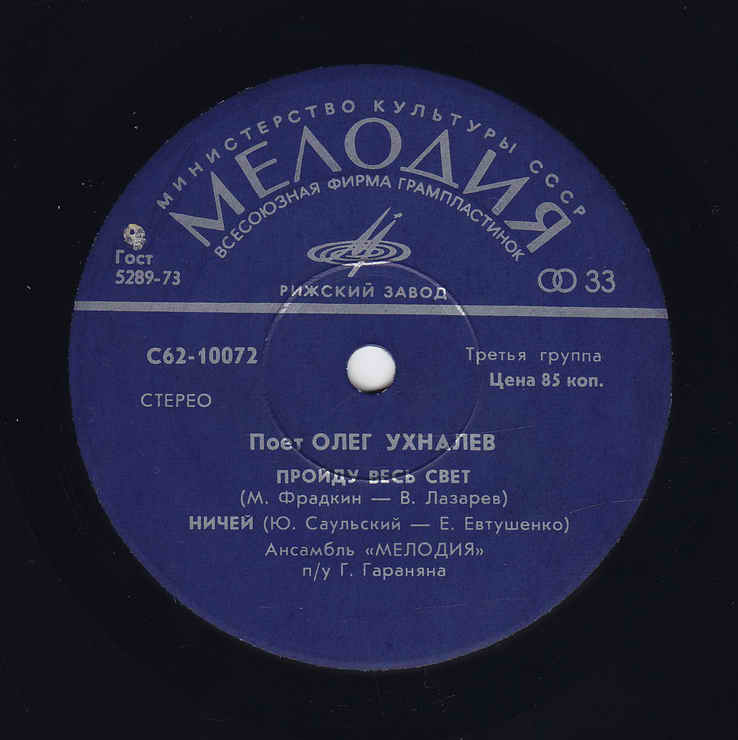 МИНИСТЕРСТВО КУЛЬТУРЫ СССР
МЕЛОДИЯ
ВСЕСОЮЗНАЯ ФИРМА ГРАМПЛАСТИНОК
Гост
5289-73
33
РИЖСКИЙ ЗАВОД
С62-10072
Третья группа
Цена 85 коп.
СТЕРЕО
Поет ОЛЕГ УХНАЛЕВ
ПРОЙДУ ВЕСЬ СВЕТ
(М. Фрадкин — В. Лазарев)
НИЧЕЙ (Ю. Саульский — Е. Евтушенко)
Ансамбль «МЕЛОДИЯ»
п/у Г. Гараняна